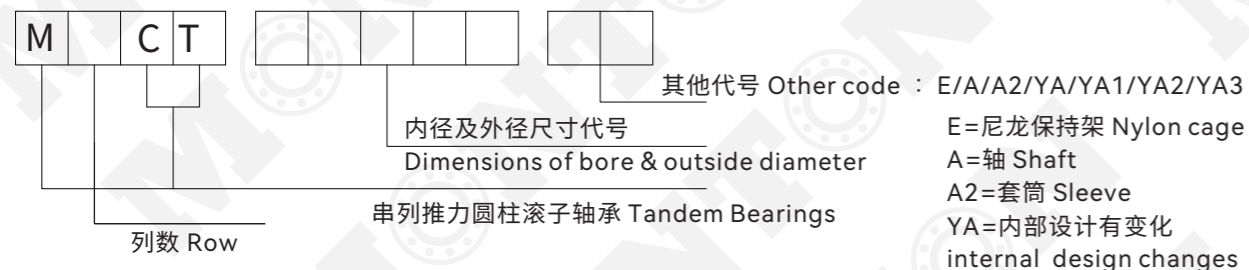 M CT
其他代号 Other code : E/A/A2/YA/YA1/YA2/YA3
内径及外径尺寸代号
Dimensions of bore & outside diameter
串列推力圆柱滚子轴承 Tandem Bearings
列数 Row
E=尼龙保持架 Nylon cage
A=轴 Shaft
A2=套筒 Sleeve
YA=内部设计有变化
internal design changes